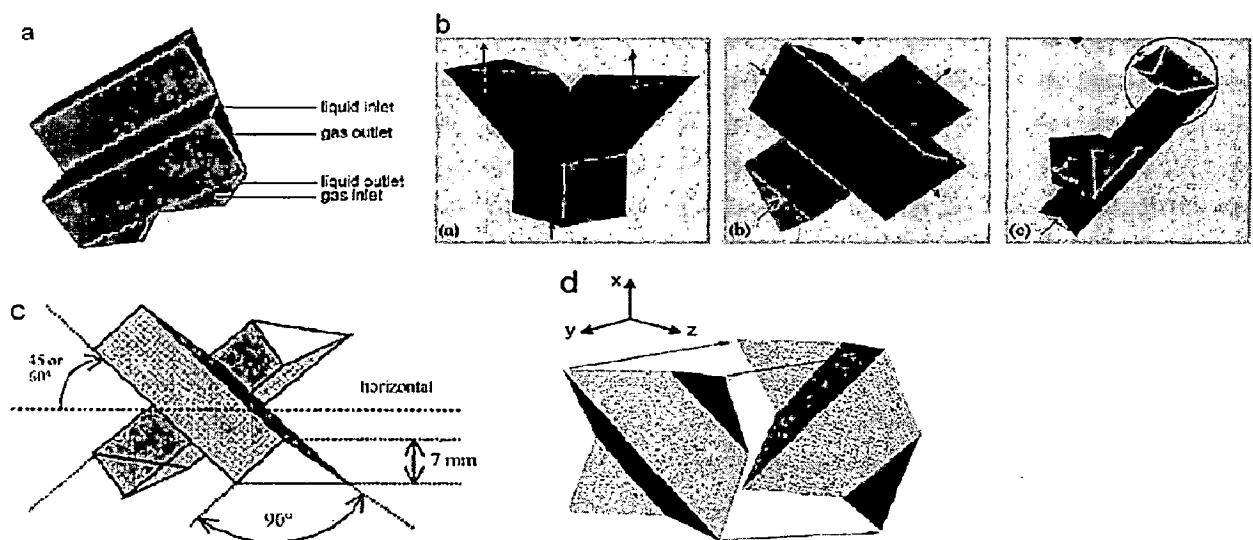 a
liquid inlet
gas outlet
liquid outlet
gas inlet
b
(a)
(b)
(c)
c
45 or
60°
horizontal
7 mm
90°
d
x
y
z